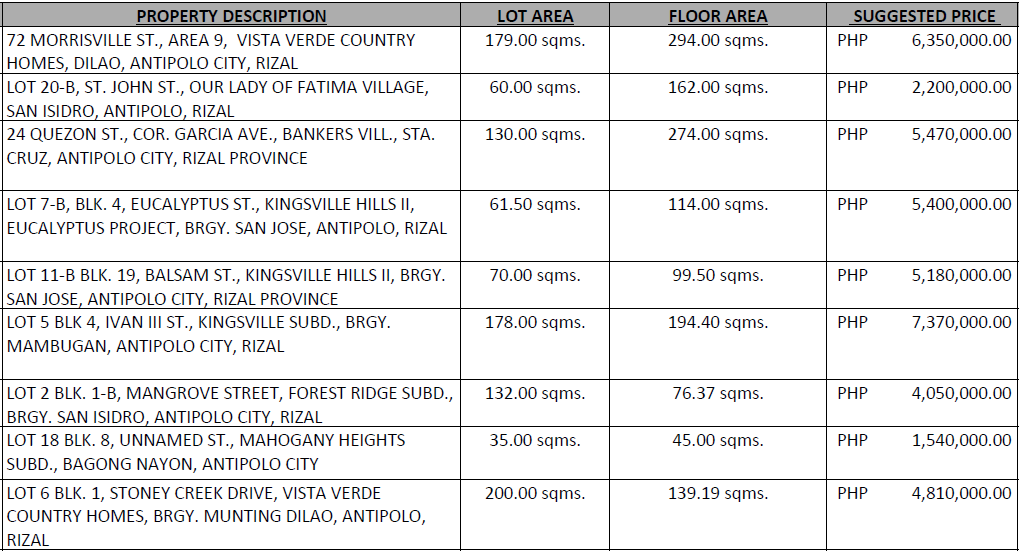 PROPERTY DESCRIPTION LOT AREA FLOOR AREA SUGGESTED PRICE
72 MORRISVILLE ST., AREA 9, VISTA VERDE COUNTRY 179.00 sqms. 294.00 sqms. PHP 6,350,000.00
HOMES, DILAO, ANTIPOLO CITY, RIZAL
LOT 20-B, ST. JOHN ST., OUR LADY OF FATIMA VILLAGE, 60.00 sqms. 162.00 sqms. PHP 2,200,000.00
SAN ISIDRO, ANTIPOLO, RIZAL
24 QUEZON ST., COR. GARCIA AVE., BANKERS VILL., STA. 130.00 sqms. 274.00 sqms. PHP 5,470,000.00
CRUZ, ANTIPOLO CITY, RIZAL PROVINCE
LOT 7-B, BLK. 4, EUCALYPTUS ST., KINGSVILLE HILLS II, 61.50 sqms. 114.00 sqms. PHP 5,400,000.00
EUCALYPTUS PROJECT, BRGY. SAN JOSE, ANTIPOLO, RIZAL
LOT 11-B BLK. 19, BALSAM ST., KINGSVILLE HILLS II, BRGY. 70.00 sqms. 99.50 sqms. PHP 5,180,000.00
SAN JOSE, ANTIPOLO CITY, RIZAL PROVINCE
LOT 5 BLK 4, IVAN III ST., KINGSVILLE SUBD., BRGY. 178.00 sqms. 194.40 sqms. PHP 7,370,000.00
MAMBUGAN, ANTIPOLO CITY, RIZAL
LOT 2 BLK. 1-B, MANGROVE STREET, FOREST RIDGE SUBD., 132.00 sqms. 76.37 sqms. PHP 4,050,000.00
BRGY. SAN ISIDRO, ANTIPOLO CITY, RIZAL
LOT 18 BLK. 8, UNNAMED ST., MAHOGANY HEIGHTS 35.00 sqms. 45.00 sqms. PHP 1,540,000.00
SUBD., BAGONG NAYON, ANTIPOLO CITY
LOT 6 BLK. 1, STONEY CREEK DRIVE, VISTA VERDE 200.00 sqms. 139.19 sqms. PHP 4,810,000.00
COUNTRY HOMES, BRGY. MUNTING DILAO, ANTIPOLO,
RIZAL